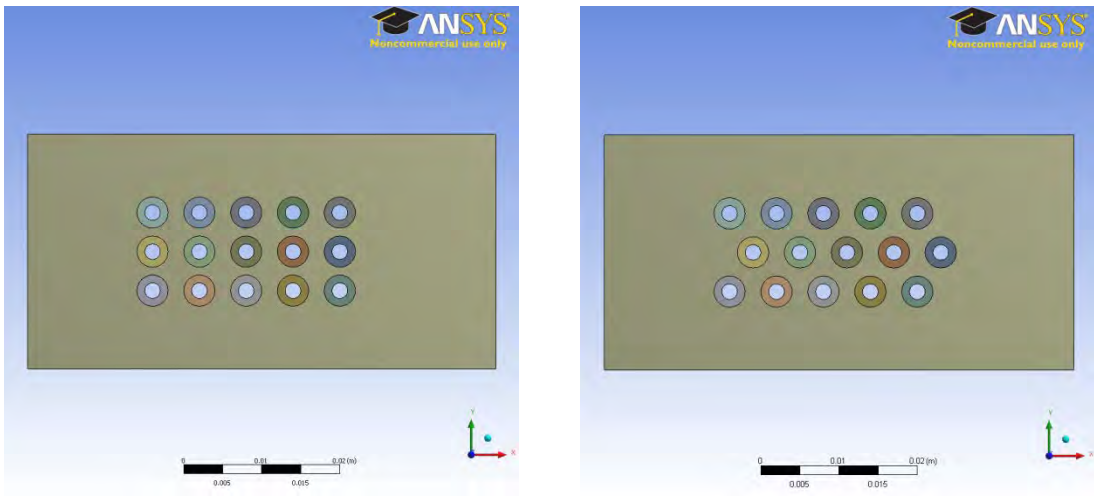 ANSYS®
Noncommercial use only
Y
X
0 0.01 0.02 (m)
0.005 0.015
ANSYS®
Noncommercial use only
Y
X
0 0.01 0.02 (m)
0.005 0.015